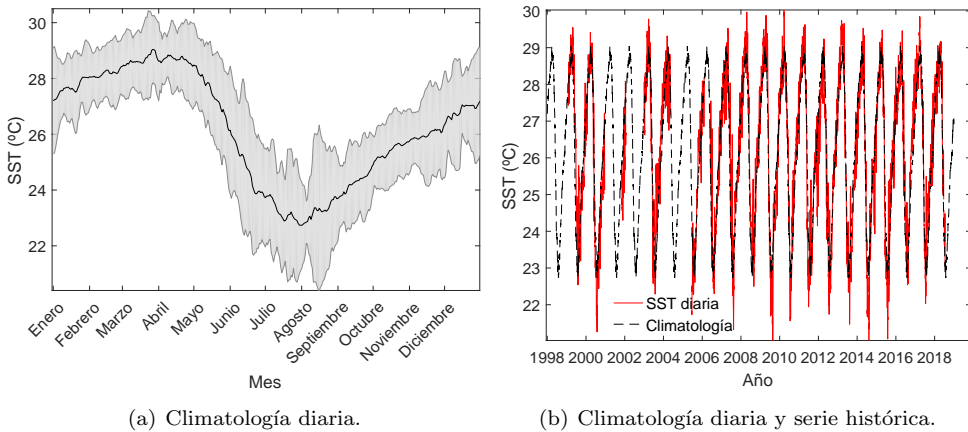 30
28
26
24
22
SST (ºC)
Enero
Febrero
Marzo
Abril
Mayo
Junio
Julio
Agosto
Septiembre
Octubre
Noviembre
Diciembre
Mes
(a) Climatología diaria.
30
29
28
27
26
25
24
23
22
SST (ºC)
SST diaria
Climatología
1998 2000 2002 2004 2006 2008 2010 2012 2014 2016 2018
Año
(b) Climatología diaria y serie histórica.